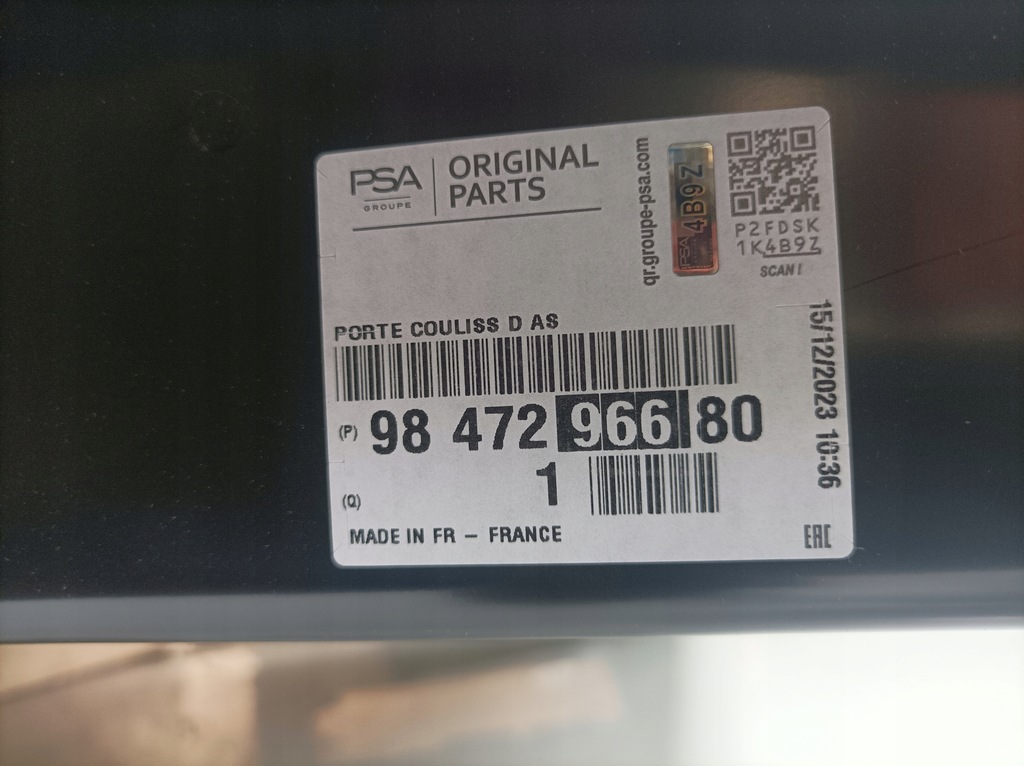 PSA
GROUPE
ORIGINAL
PARTS
qr.groupe-psa.com
PSA 4B9Z
P2FDSK
1K4B9Z
SCAN!
PORTE COULISS D AS
(P) 98 472 966 80
(Q) 1
MADE IN FR – FRANCE
15/12/2023 10:36
EAC